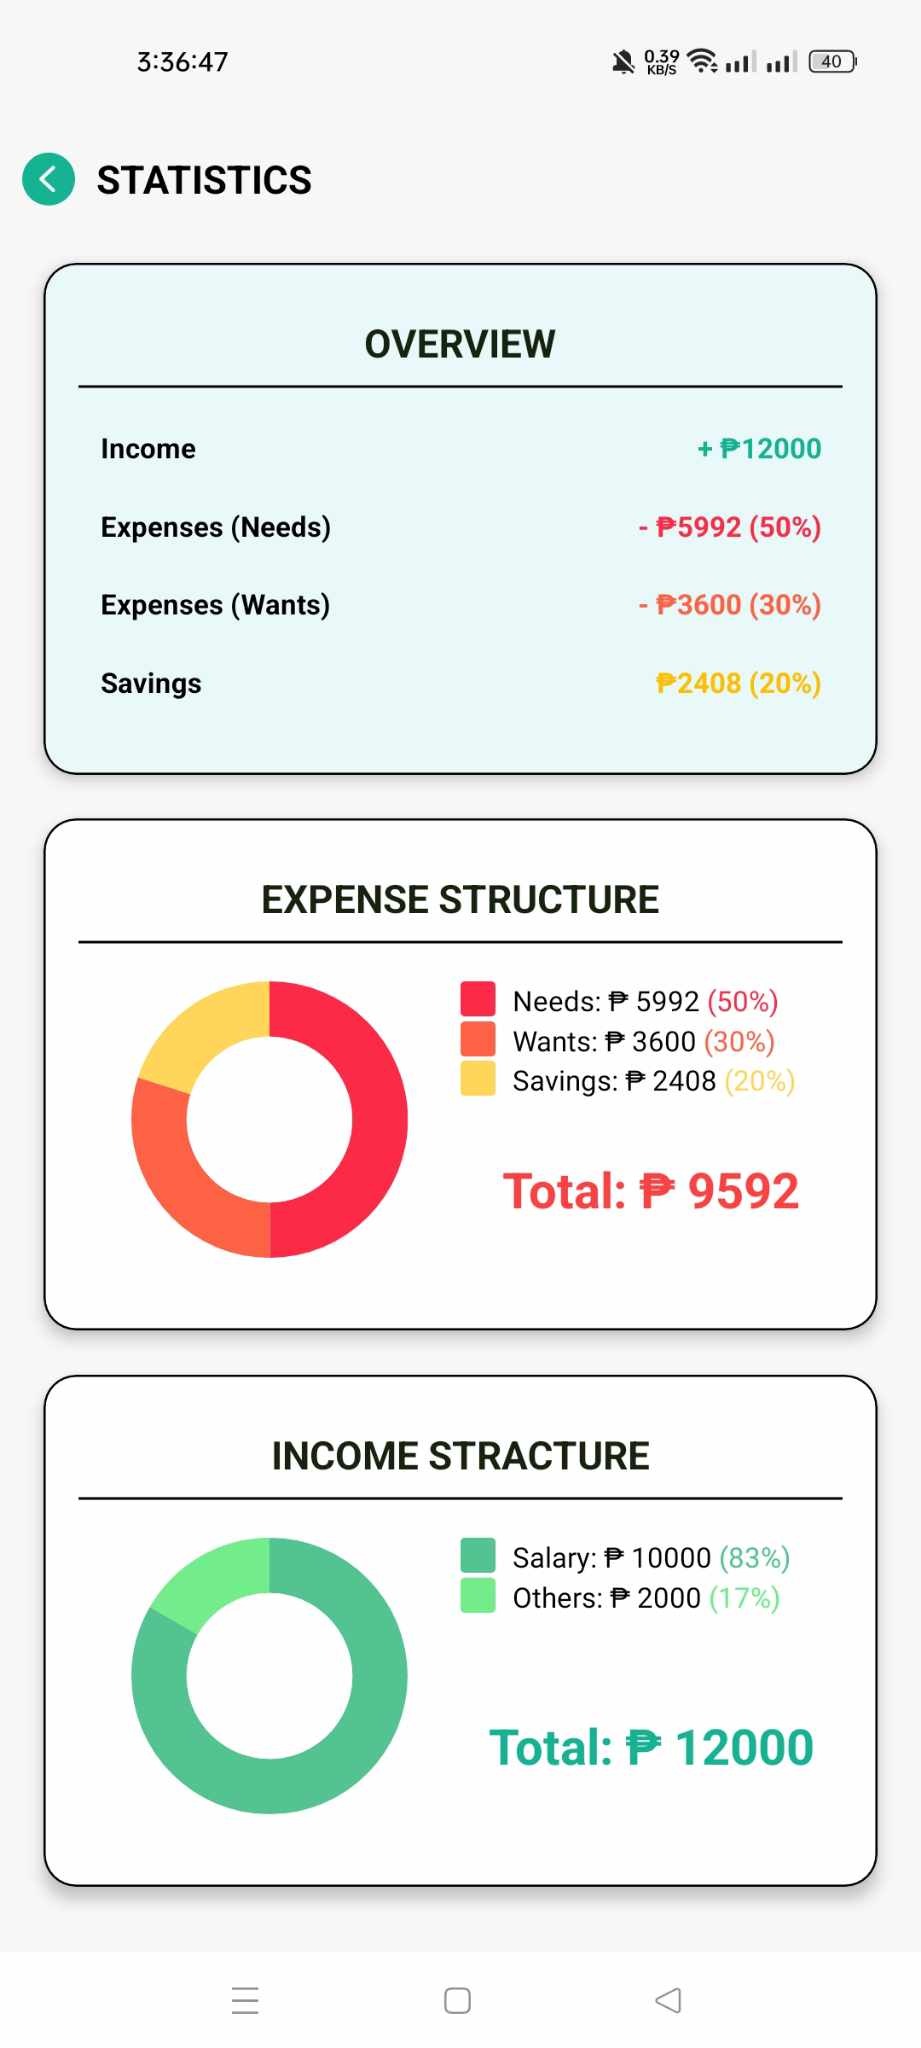 3:36:47 0.39 KB/S 40
STATISTICS
OVERVIEW
Income + ₱12000
Expenses (Needs) - ₱5992 (50%)
Expenses (Wants) - ₱3600 (30%)
Savings ₱2408 (20%)
EXPENSE STRUCTURE
Needs: ₱ 5992 (50%)
Wants: ₱ 3600 (30%)
Savings: ₱ 2408 (20%)
Total: ₱ 9592
INCOME STRACTURE
Salary: ₱ 10000 (83%)
Others: ₱ 2000 (17%)
Total: ₱ 12000